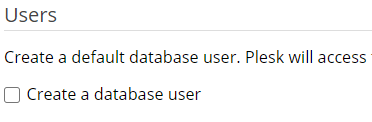 Users
Create a default database user. Plesk will access
Create a database user